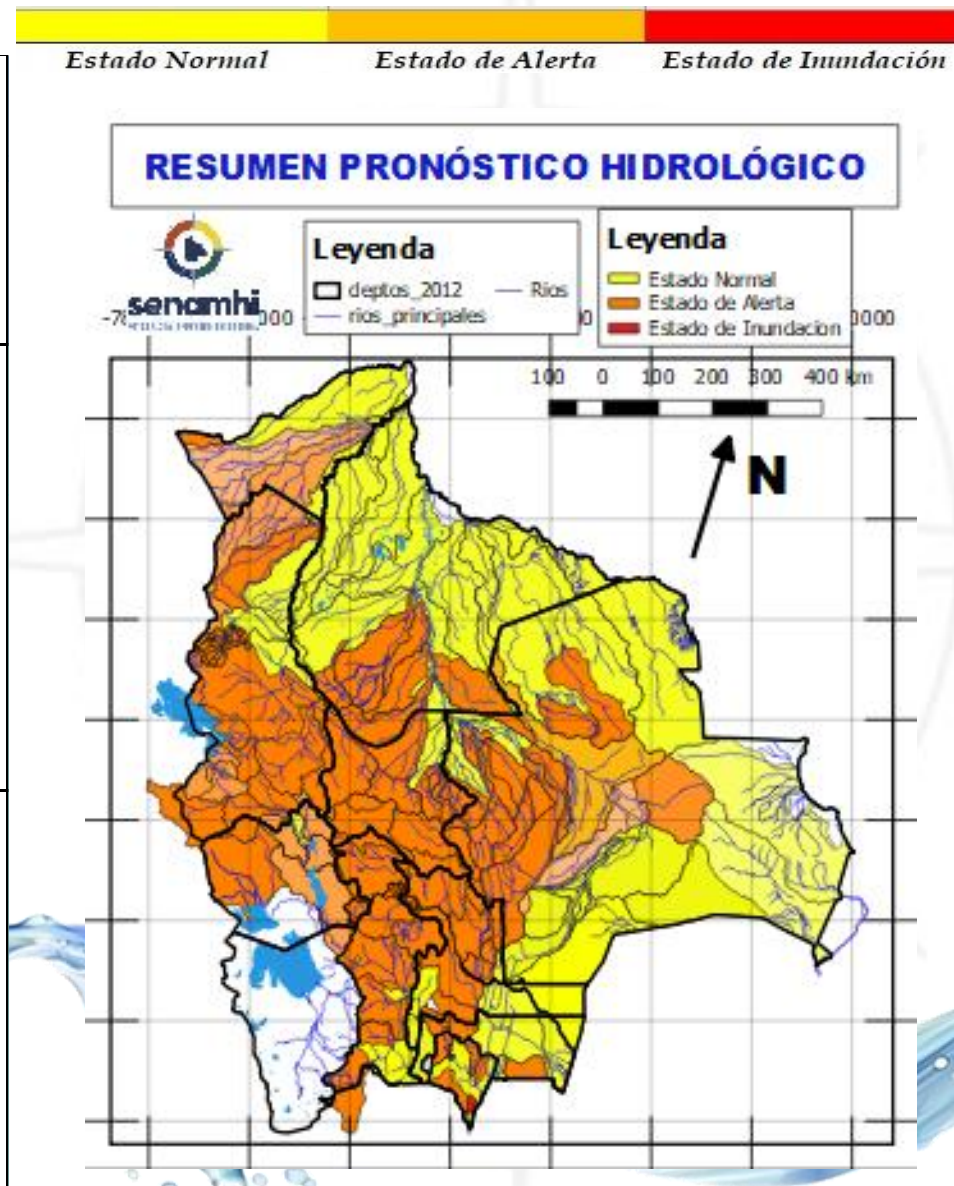 Estado Normal Estado de Alerta Estado de Inundación
RESUMEN PRONÓSTICO HIDROLÓGICO
senamhi
Leyenda
deptos_2012 Rios
rios_principales
Leyenda
Estado Normal
Estado de Alerta
Estado de Inundacion
100 0 100 200 300 400 km
N